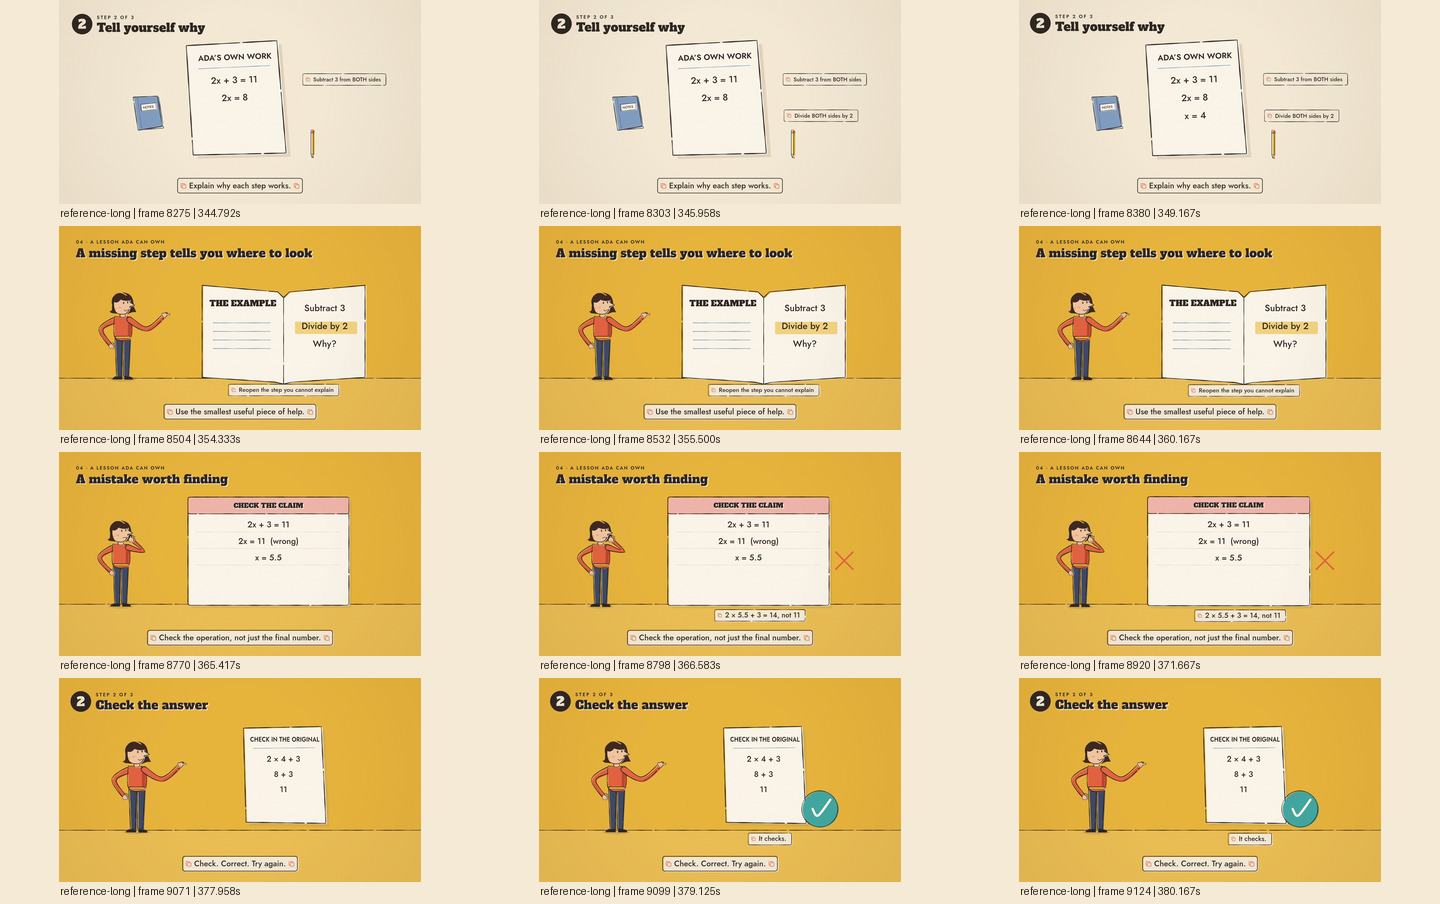 2 STEP 2 OF 3
Tell yourself why
ADA'S OWN WORK
2x + 3 = 11
2x = 8
Subtract 3 from BOTH sides
NOTES
Explain why each step works.
reference-long | frame 8275 | 344.792s
2 STEP 2 OF 3
Tell yourself why
ADA'S OWN WORK
2x + 3 = 11
2x = 8
Subtract 3 from BOTH sides
Divide BOTH sides by 2
NOTES
Explain why each step works.
reference-long | frame 8303 | 345.958s
2 STEP 2 OF 3
Tell yourself why
ADA'S OWN WORK
2x + 3 = 11
2x = 8
x = 4
Subtract 3 from BOTH sides
Divide BOTH sides by 2
NOTES
Explain why each step works.
reference-long | frame 8380 | 349.167s
04 · A LESSON ADA CAN OWN
A missing step tells you where to look
THE EXAMPLE
Subtract 3
Divide by 2
Why?
Reopen the step you cannot explain
Use the smallest useful piece of help.
reference-long | frame 8504 | 354.333s
04 · A LESSON ADA CAN OWN
A missing step tells you where to look
THE EXAMPLE
Subtract 3
Divide by 2
Why?
Reopen the step you cannot explain
Use the smallest useful piece of help.
reference-long | frame 8532 | 355.500s
04 · A LESSON ADA CAN OWN
A missing step tells you where to look
THE EXAMPLE
Subtract 3
Divide by 2
Why?
Reopen the step you cannot explain
Use the smallest useful piece of help.
reference-long | frame 8644 | 360.167s
04 · A LESSON ADA CAN OWN
A mistake worth finding
CHECK THE CLAIM
2x + 3 = 11
2x = 11 (wrong)
x = 5.5
Check the operation, not just the final number.
reference-long | frame 8770 | 365.417s
04 · A LESSON ADA CAN OWN
A mistake worth finding
CHECK THE CLAIM
2x + 3 = 11
2x = 11 (wrong)
x = 5.5
2 × 5.5 + 3 = 14, not 11
Check the operation, not just the final number.
reference-long | frame 8798 | 366.583s
04 · A LESSON ADA CAN OWN
A mistake worth finding
CHECK THE CLAIM
2x + 3 = 11
2x = 11 (wrong)
x = 5.5
2 × 5.5 + 3 = 14, not 11
Check the operation, not just the final number.
reference-long | frame 8920 | 371.667s
2 STEP 2 OF 3
Check the answer
CHECK IN THE ORIGINAL
2 × 4 + 3
8 + 3
11
Check. Correct. Try again.
reference-long | frame 9071 | 377.958s
2 STEP 2 OF 3
Check the answer
CHECK IN THE ORIGINAL
2 × 4 + 3
8 + 3
11
It checks.
Check. Correct. Try again.
reference-long | frame 9099 | 379.125s
2 STEP 2 OF 3
Check the answer
CHECK IN THE ORIGINAL
2 × 4 + 3
8 + 3
11
It checks.
Check. Correct. Try again.
reference-long | frame 9124 | 380.167s